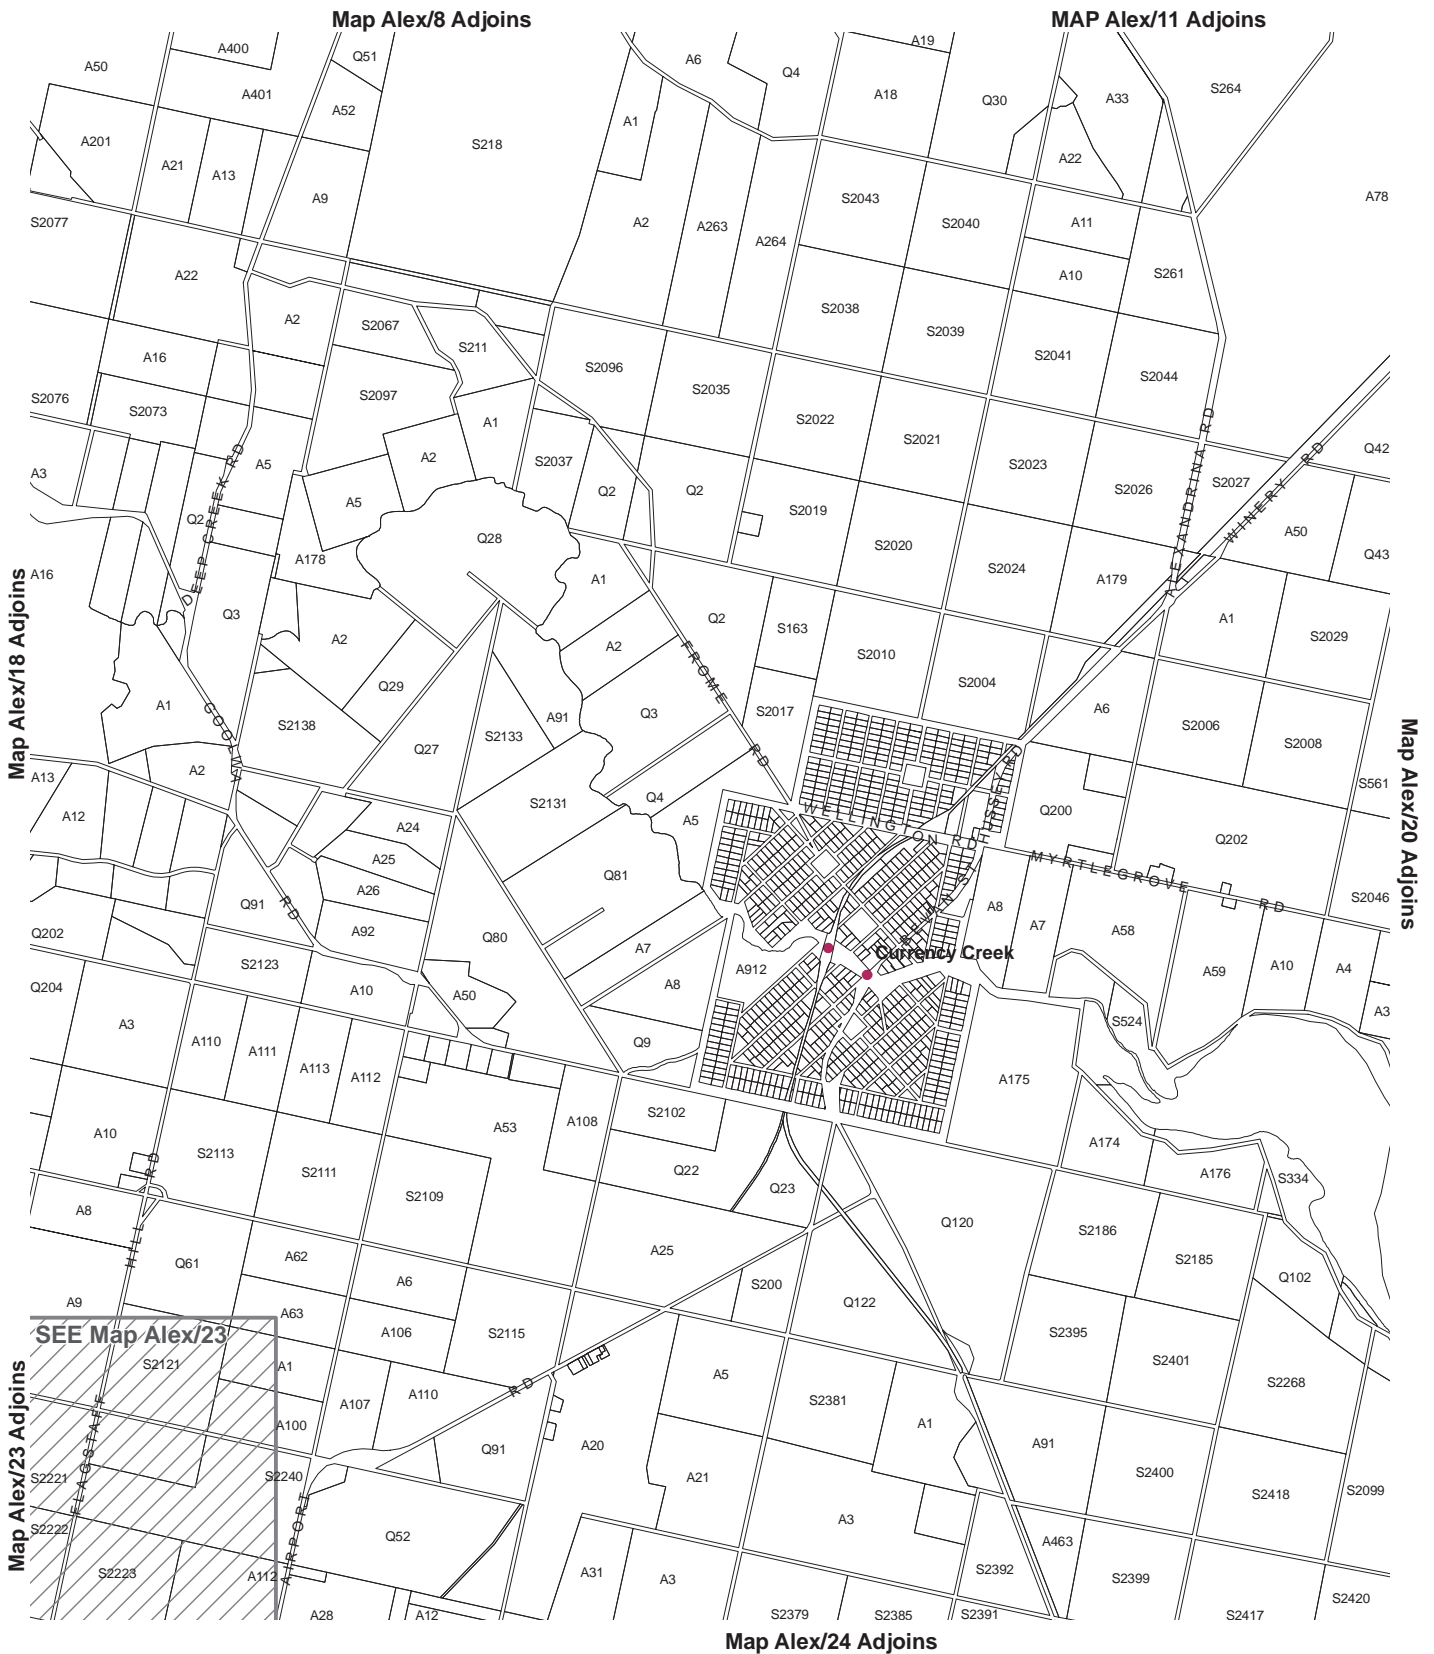 Map Alex/8 Adjoins
MAP Alex/11 Adjoins
A400
Q51
A6
A19
A50
Q4
A401
A18
Q30
A33
S264
A52
A1
A201
S218
A21
A13
A22
A9
A78
S2077
A2
A263
A264
S2043
S2040
A11
A22
A10
S261
A2
S2067
S211
S2038
S2039
A16
S2096
S2041
S2044
S2076
S2073
S2097
S2035
S2022
S2021
A1
A2
S2037
S2023
Q42
A3
A5
S2026
S2027
A5
Q2
Q2
S2019
A50
Q2
DEEP CREEK RD
ALEXANDRINA RD
WINERY RD
Q28
S2020
Q43
A178
S2024
A179
A16
A1
Q3
Q2
S163
A1
S2029
A2
A2
S2010
FROME RD
Q29
S2004
Map Alex/18 Adjoins
A1
GOOLWA RD
S2138
A91
Q3
S2017
A6
S2006
S2008
Q27
S2133
Map Alex/20 Adjoins
A13
A2
S2131
Q4
S561
A12
A24
A5
WELLINGTON RD
HUSSEY RD
Q200
Q202
A25
MYRTLEGROVE RD
A26
Q81
Q91
A92
Q80
A8
A7
A58
S2046
Q202
A7
Currency Creek
S2123
A912
A59
A10
A4
Q204
A10
A50
A8
A3
A3
S524
A110
A111
A113
A112
Q9
A175
A10
S2113
A53
A108
S2102
A174
S2111
S2109
Q22
Q23
A176
S334
A8
HILL RD
Q120
S2186
S2185
Q61
A62
A6
A25
S200
Q122
Q102
A9
A63
A106
S2115
S2395
SEE Map Alex/23
S2121
A1
A5
S2401
S2268
A107
A110
RD
S2381
A1
A100
Q91
A20
A91
Map Alex/23 Adjoins
FLAGSTAFF
S2221
S2240
A21
S2400
S2418
S2099
S2222
AIRPORT
Q52
A3
A463
S2223
A112
A31
A3
S2392
S2399
S2420
A28
A12
S2379
S2385
S2391
S2417
Map Alex/24 Adjoins